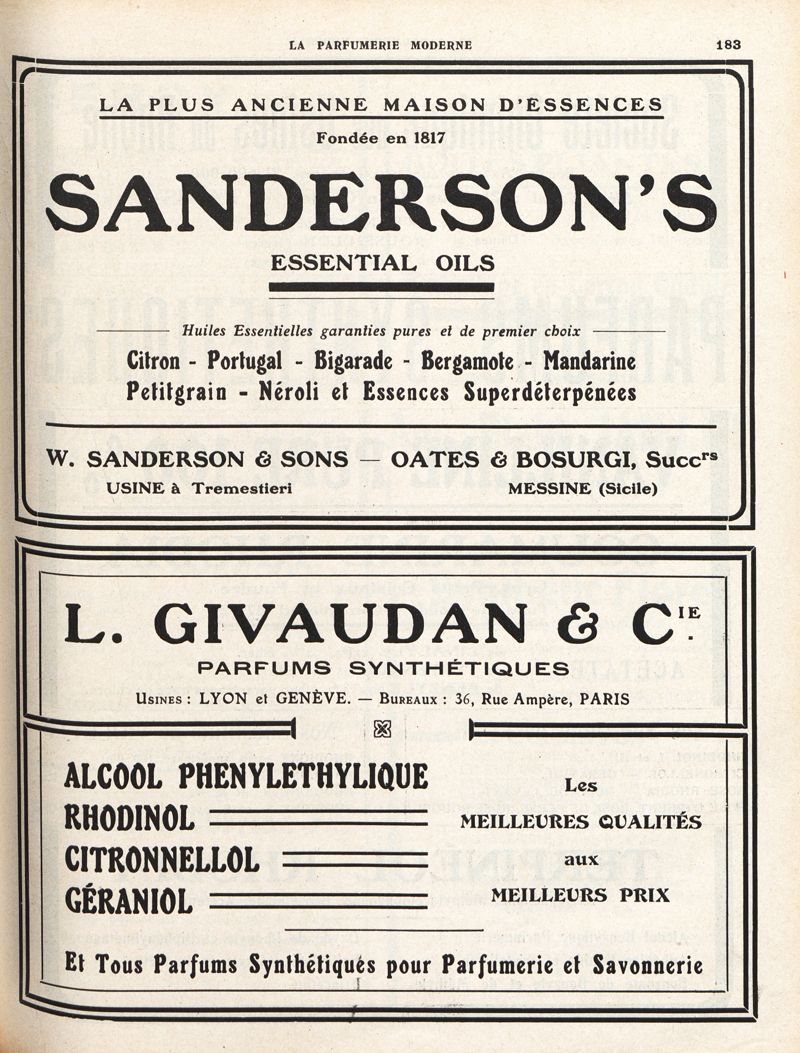 LA PARFUMERIE MODERNE 183
LA PLUS ANCIENNE MAISON D'ESSENCES
Fondée en 1817
SANDERSON'S
ESSENTIAL OILS
Huiles Essentielles garanties pures et de premier choix
Citron - Portugal - Bigarade - Bergamote - Mandarine
Petitgrain - Néroli et Essences Superdéterpénées
W. SANDERSON & SONS — OATES & BOSURGI, Succrs
USINE à Tremestieri MESSINE (Sicile)
L. GIVAUDAN & CIE.
PARFUMS SYNTHÉTIQUES
USINES : LYON et GENÈVE. — BUREAUX : 36, Rue Ampère, PARIS
ALCOOL PHENYLETHYLIQUE
RHODINOL
CITRONNELLOL
GÉRANIOL
Les
MEILLEURES QUALITÉS
aux
MEILLEURS PRIX
Et Tous Parfums Synthétiques pour Parfumerie et Savonnerie